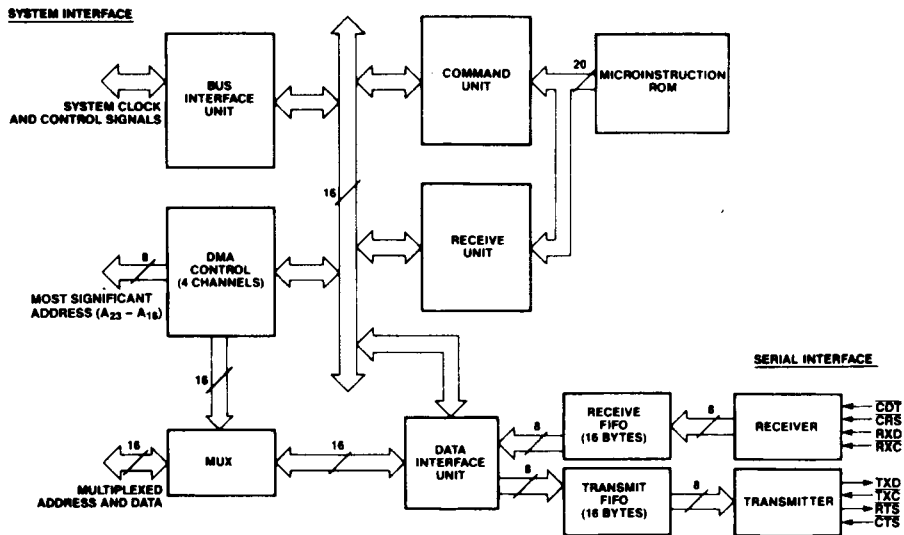 SYSTEM INTERFACE
BUS
INTERFACE
UNIT
SYSTEM CLOCK
AND CONTROL SIGNALS
16
COMMAND
UNIT
20
MICROINSTRUCTION
ROM
RECEIVE
UNIT
DMA
CONTROL
(4 CHANNELS)
8
MOST SIGNIFICANT
ADDRESS (A23 – A16)
16
MUX
16
MULTIPLEXED
ADDRESS AND DATA
16
DATA
INTERFACE
UNIT
8
RECEIVE
FIFO
(16 BYTES)
8
8
TRANSMIT
FIFO
(16 BYTES)
8
SERIAL INTERFACE
RECEIVER
CDT
CRS
RXD
RXC
TRANSMITTER
TXD
TXC
RTS
CTS